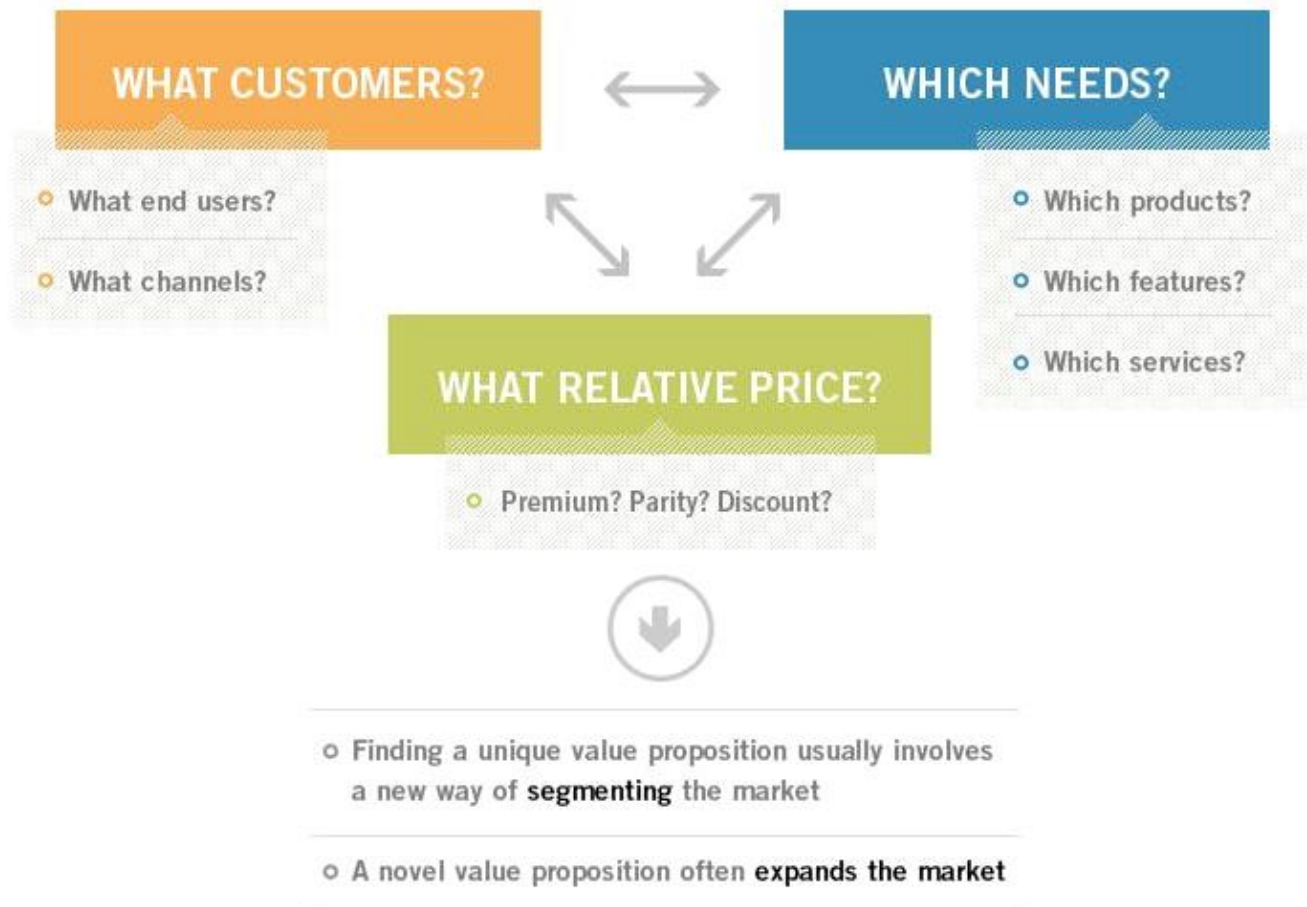 WHAT CUSTOMERS?
What end users?
What channels?
WHICH NEEDS?
Which products?
Which features?
Which services?
WHAT RELATIVE PRICE?
Premium? Parity? Discount?
Finding a unique value proposition usually involves
a new way of segmenting the market
A novel value proposition often expands the market